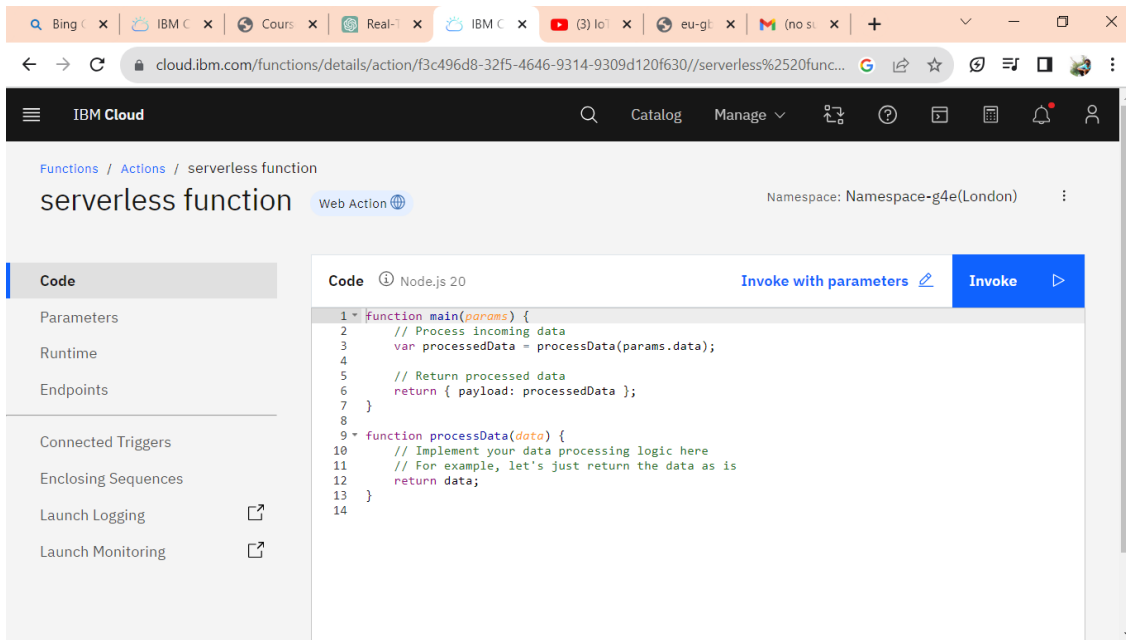 Bing C
IBM C
Cours
Real-T
IBM C
(3) IoT
eu-gb
(no su
cloud.ibm.com/functions/details/action/f3c496d8-32f5-4646-9314-9309d120f630//serverless%2520func...
IBM Cloud
Catalog
Manage
Functions / Actions / serverless function
serverless function
Web Action
Namespace: Namespace-g4e(London)
Code
Parameters
Runtime
Endpoints
Connected Triggers
Enclosing Sequences
Launch Logging
Launch Monitoring
Code Node.js 20
Invoke with parameters
Invoke
1 function main(params) {
2 // Process incoming data
3 var processedData = processData(params.data);
4
5 // Return processed data
6 return { payload: processedData };
7 }
8
9 function processData(data) {
10 // Implement your data processing logic here
11 // For example, let's just return the data as is
12 return data;
13 }
14